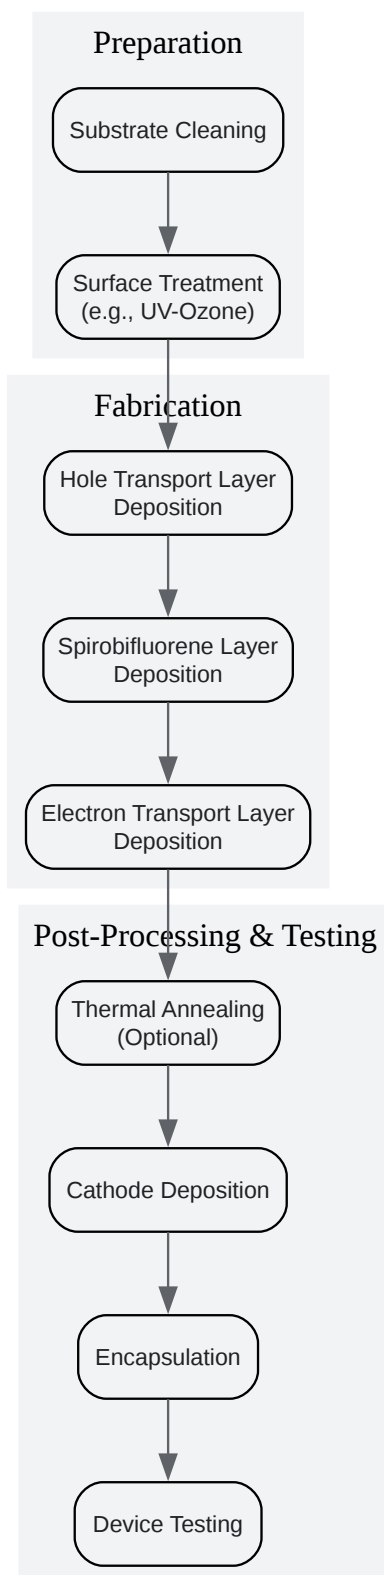 Preparation
Substrate Cleaning
Surface Treatment
(e.g., UV-Ozone)
Fabrication
Hole Transport Layer
Deposition
Spirobifluorene Layer
Deposition
Electron Transport Layer
Deposition
Post-Processing & Testing
Thermal Annealing
(Optional)
Cathode Deposition
Encapsulation
Device Testing